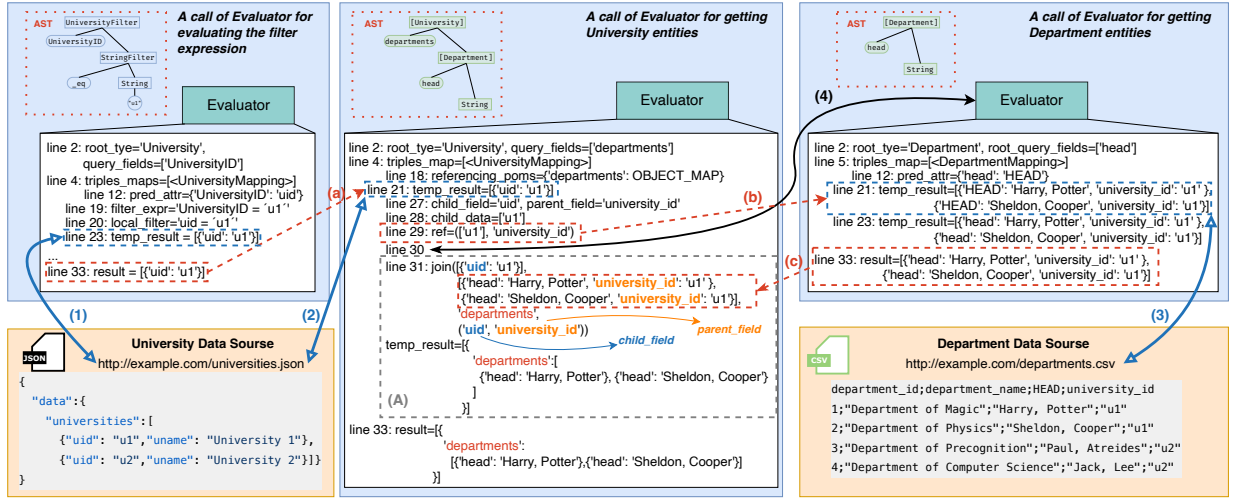 AST
UniversityFilter
UniversityID
StringFilter
_eq
String
"u1"
A call of Evaluator for
evaluating the filter
expression
Evaluator
line 2: root_tye='University',
query_fields=['UniversityID']
line 4: triples_maps=[<UniversityMapping>]
line 12: pred_attr={'UniversityID': 'uid'}
line 19: filter_expr='UniversityID = ´u1´'
line 20: local_filter='uid = ´u1´'
line 23: temp_result = [{'uid': 'u1'}]
...
line 33: result = [{'uid': 'u1'}]
(a)
(1)
(2)
University Data Sourse
JSON
http://example.com/universities.json
{
"data":{
"universities":[
{"uid": "u1","uname": "University 1"},
{"uid": "u2","uname": "University 2"}]}
}
AST
[University]
departments
[Department]
head
String
A call of Evaluator for getting
University entities
Evaluator
line 2: root_tye='University', query_fields=['departments']
line 4: triples_map=[<UniversityMapping>]
line 18: referencing_poms={'departments': OBJECT_MAP}
line 21: temp_result=[{'uid': 'u1'}]
line 27: child_field='uid', parent_field='university_id'
line 28: child_data=['u1']
line 29: ref=(['u1'], 'university_id')
line 30
line 31: join([{'uid': 'u1'}],
[{'head': 'Harry, Potter', 'university_id': 'u1' },
{'head': 'Sheldon, Cooper', 'university_id': 'u1'}],
'departments',
('uid', 'university_id'))
parent_field
child_field
temp_result=[{
'departments':[
{'head': 'Harry, Potter'}, {'head': 'Sheldon, Cooper'}
]
}]
(A)
line 33: result=[{
'departments':
[{'head': 'Harry, Potter'},{'head': 'Sheldon, Cooper'}]
}]
(b)
(c)
(4)
AST
[Department]
head
String
A call of Evaluator for getting
Department entities
Evaluator
line 2: root_tye='Department', root_query_fields=['head']
line 5: triples_map=[<DepartmentMapping>]
line 12: pred_attr={'head': 'HEAD'}
line 21: temp_result=[{'HEAD': 'Harry, Potter', 'university_id': 'u1' },
{'HEAD': 'Sheldon, Cooper', 'university_id': 'u1'}]
line 23: temp_result=[{'head': 'Harry, Potter', 'university_id': 'u1' },
{'head': 'Sheldon, Cooper', 'university_id': 'u1'}]
line 33: result=[{'head': 'Harry, Potter', 'university_id': 'u1' },
{'head': 'Sheldon, Cooper', 'university_id': 'u1'}]
(3)
Department Data Sourse
CSV
http://example.com/departments.csv
department_id;department_name;HEAD;university_id
1;"Department of Magic";"Harry, Potter";"u1"
2;"Department of Physics";"Sheldon, Cooper";"u1"
3;"Department of Precognition";"Paul, Atreides";"u2"
4;"Department of Computer Science";"Jack, Lee";"u2"